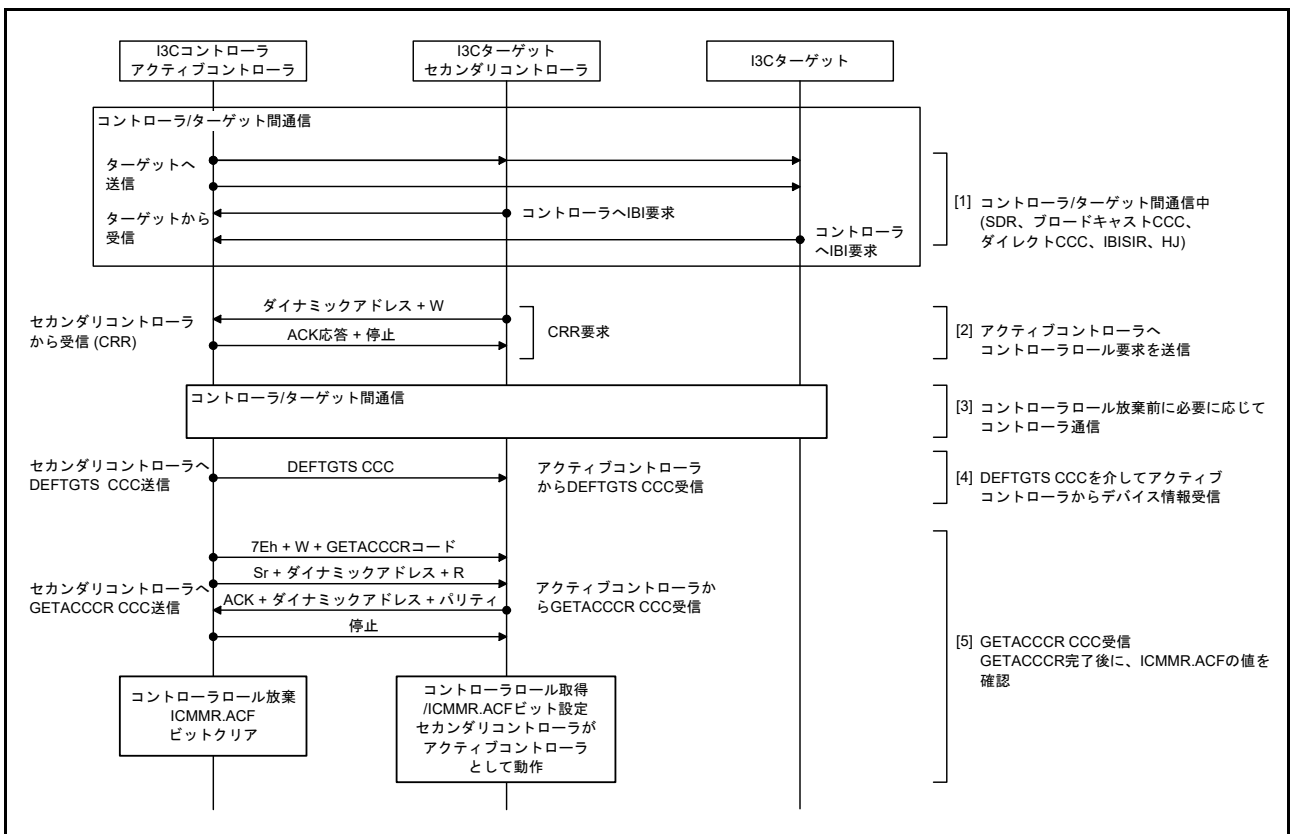 I3Cコントローラ
アクティブコントローラ
I3Cターゲット
セカンダリコントローラ
I3Cターゲット
コントローラ/ターゲット間通信
ターゲットへ
送信
ターゲットから
受信
コントローラへIBI要求
コントローラ
へIBI要求
[1] コントローラ/ターゲット間通信中
(SDR、ブロードキャストCCC、
ダイレクトCCC、IBISIR、HJ)
セカンダリコントローラ
から受信 (CRR)
ダイナミックアドレス + W
ACK応答 + 停止
CRR要求
[2] アクティブコントローラへ
コントローラロール要求を送信
コントローラ/ターゲット間通信
[3] コントローラロール放棄前に必要に応じて
コントローラ通信
セカンダリコントローラへ
DEFTGTS CCC送信
DEFTGTS CCC
アクティブコントローラ
からDEFTGTS CCC受信
[4] DEFTGTS CCCを介してアクティブ
コントローラからデバイス情報受信
7Eh + W + GETACCCRコード
Sr + ダイナミックアドレス + R
ACK + ダイナミックアドレス + パリティ
停止
セカンダリコントローラへ
GETACCCR CCC送信
アクティブコントローラか
らGETACCCR CCC受信
[5] GETACCCR CCC受信
GETACCCR完了後に、ICMMR.ACFの値を
確認
コントローラロール放棄
ICMMR.ACF
ビットクリア
コントローラロール取得
/ICMMR.ACFビット設定
セカンダリコントローラが
アクティブコントローラ
として動作